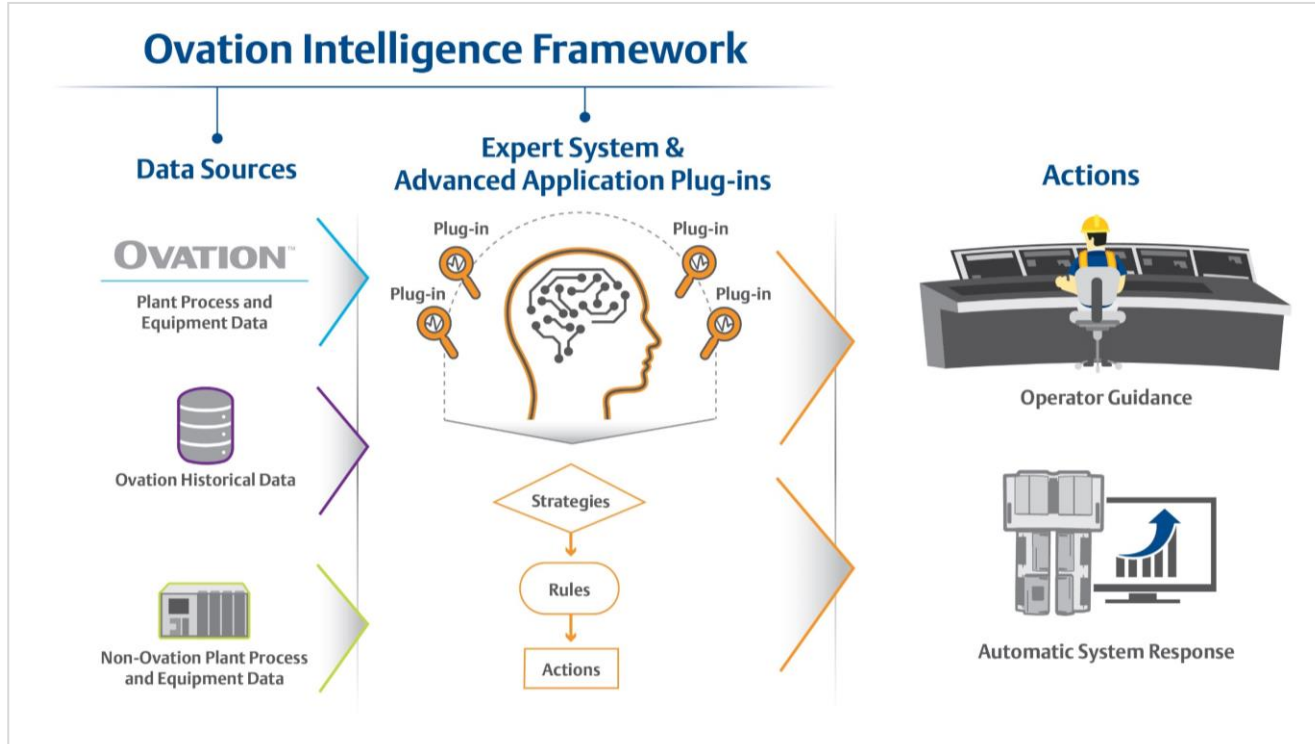 Ovation Intelligence Framework
Data Sources
OVATION™
Plant Process and
Equipment Data
Ovation Historical Data
Non-Ovation Plant Process
and Equipment Data
Expert System &
Advanced Application Plug-ins
Plug-in
Plug-in
Plug-in
Plug-in
Strategies
Rules
Actions
Actions
Operator Guidance
Automatic System Response